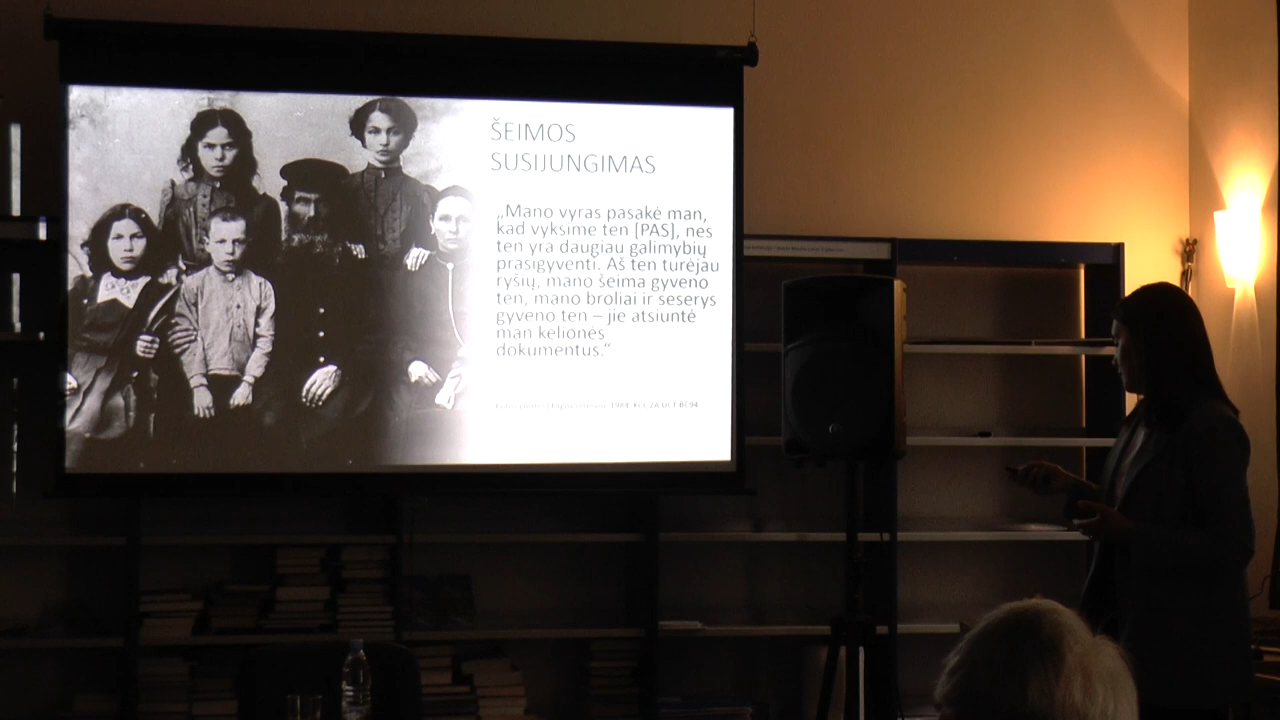 ŠEIMOS
SUSIJUNGIMAS
„Mano vyras pasakė man,
kad vyksime ten [PAS], nes
ten yra daugiau galimybių
prasigyventi. Aš ten turėjau
ryšių, mano šeima gyveno
ten, mano broliai ir seserys
gyveno ten – jie atsiuntė
man kelionės
dokumentus.“